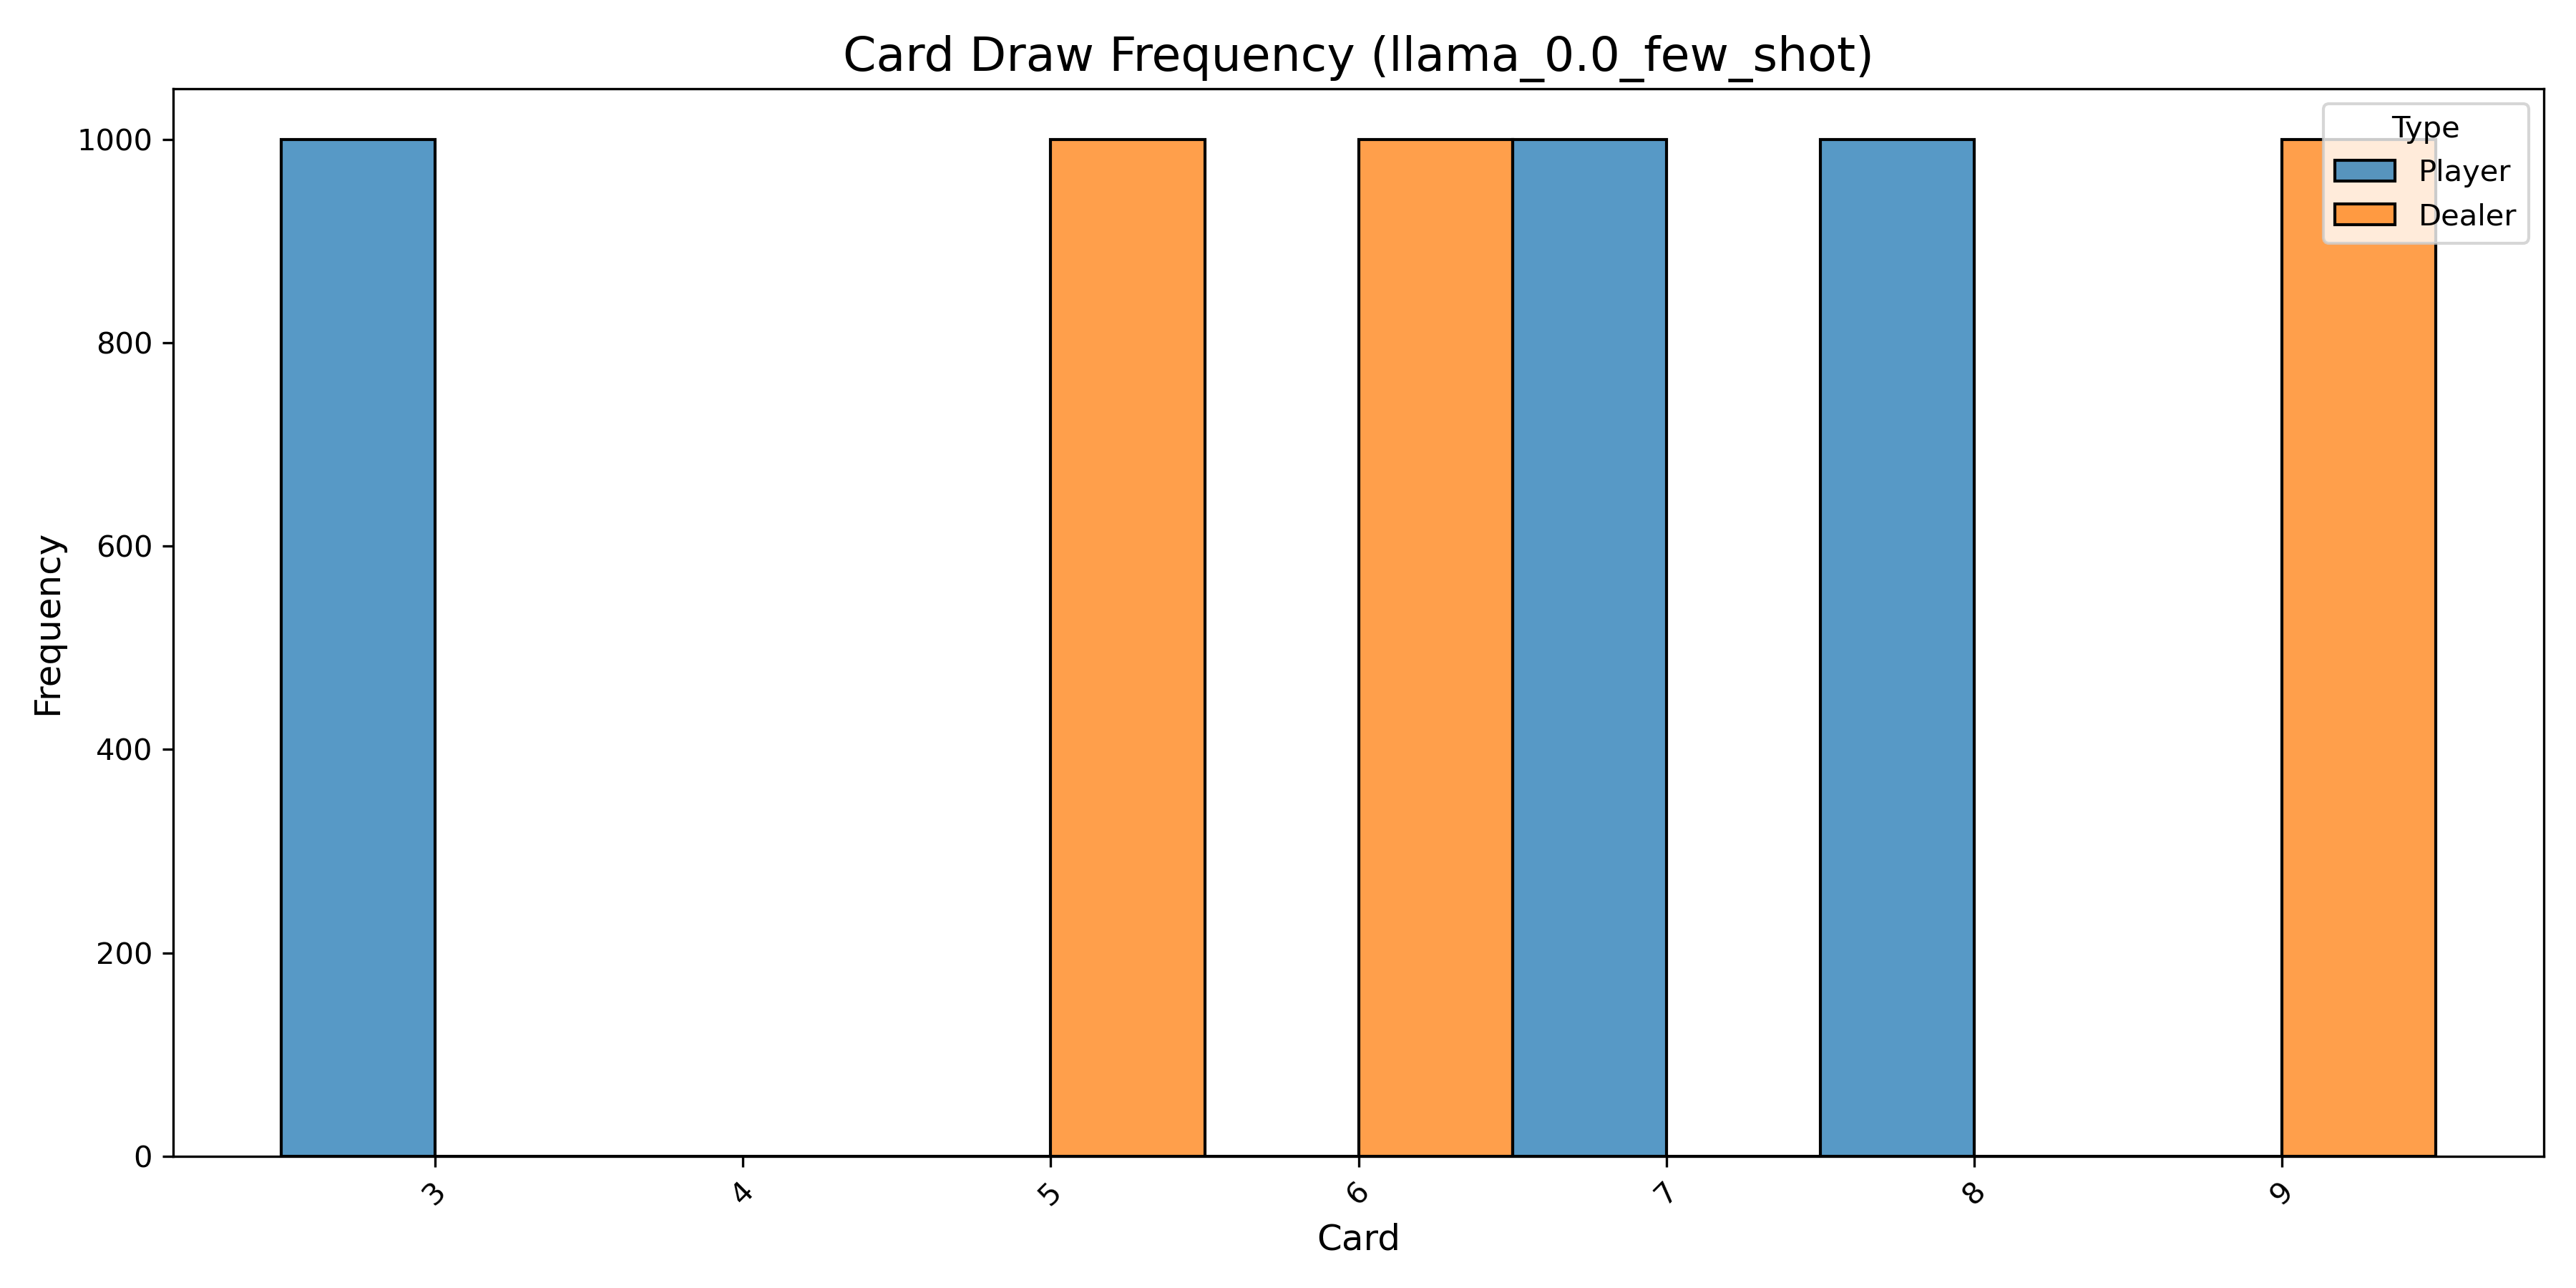 Card Draw Frequency (llama_0.0_few_shot)
Type
Player
Dealer
Frequency
1000
800
600
400
200
0
3 4 5 6 7 8 9
Card